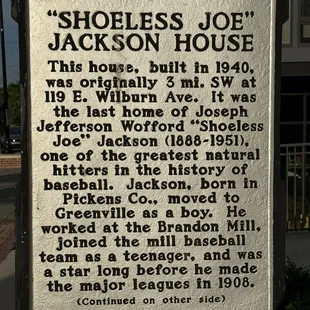 "SHOELESS JOE"
JACKSON HOUSE
This house, built in 1940,
was originally 3 mi. SW at
119 E. Wilburn Ave. It was
the last home of Joseph
Jefferson Wofford "Shoeless
Joe" Jackson (1888-1951),
one of the greatest natural
hitters in the history of
baseball. Jackson, born in
Pickens Co., moved to
Greenville as a boy. He
worked at the Brandon Mill,
joined the mill baseball
team as a teenager, and was
a star long before he made
the major leagues in 1908.
(Continued on other side)